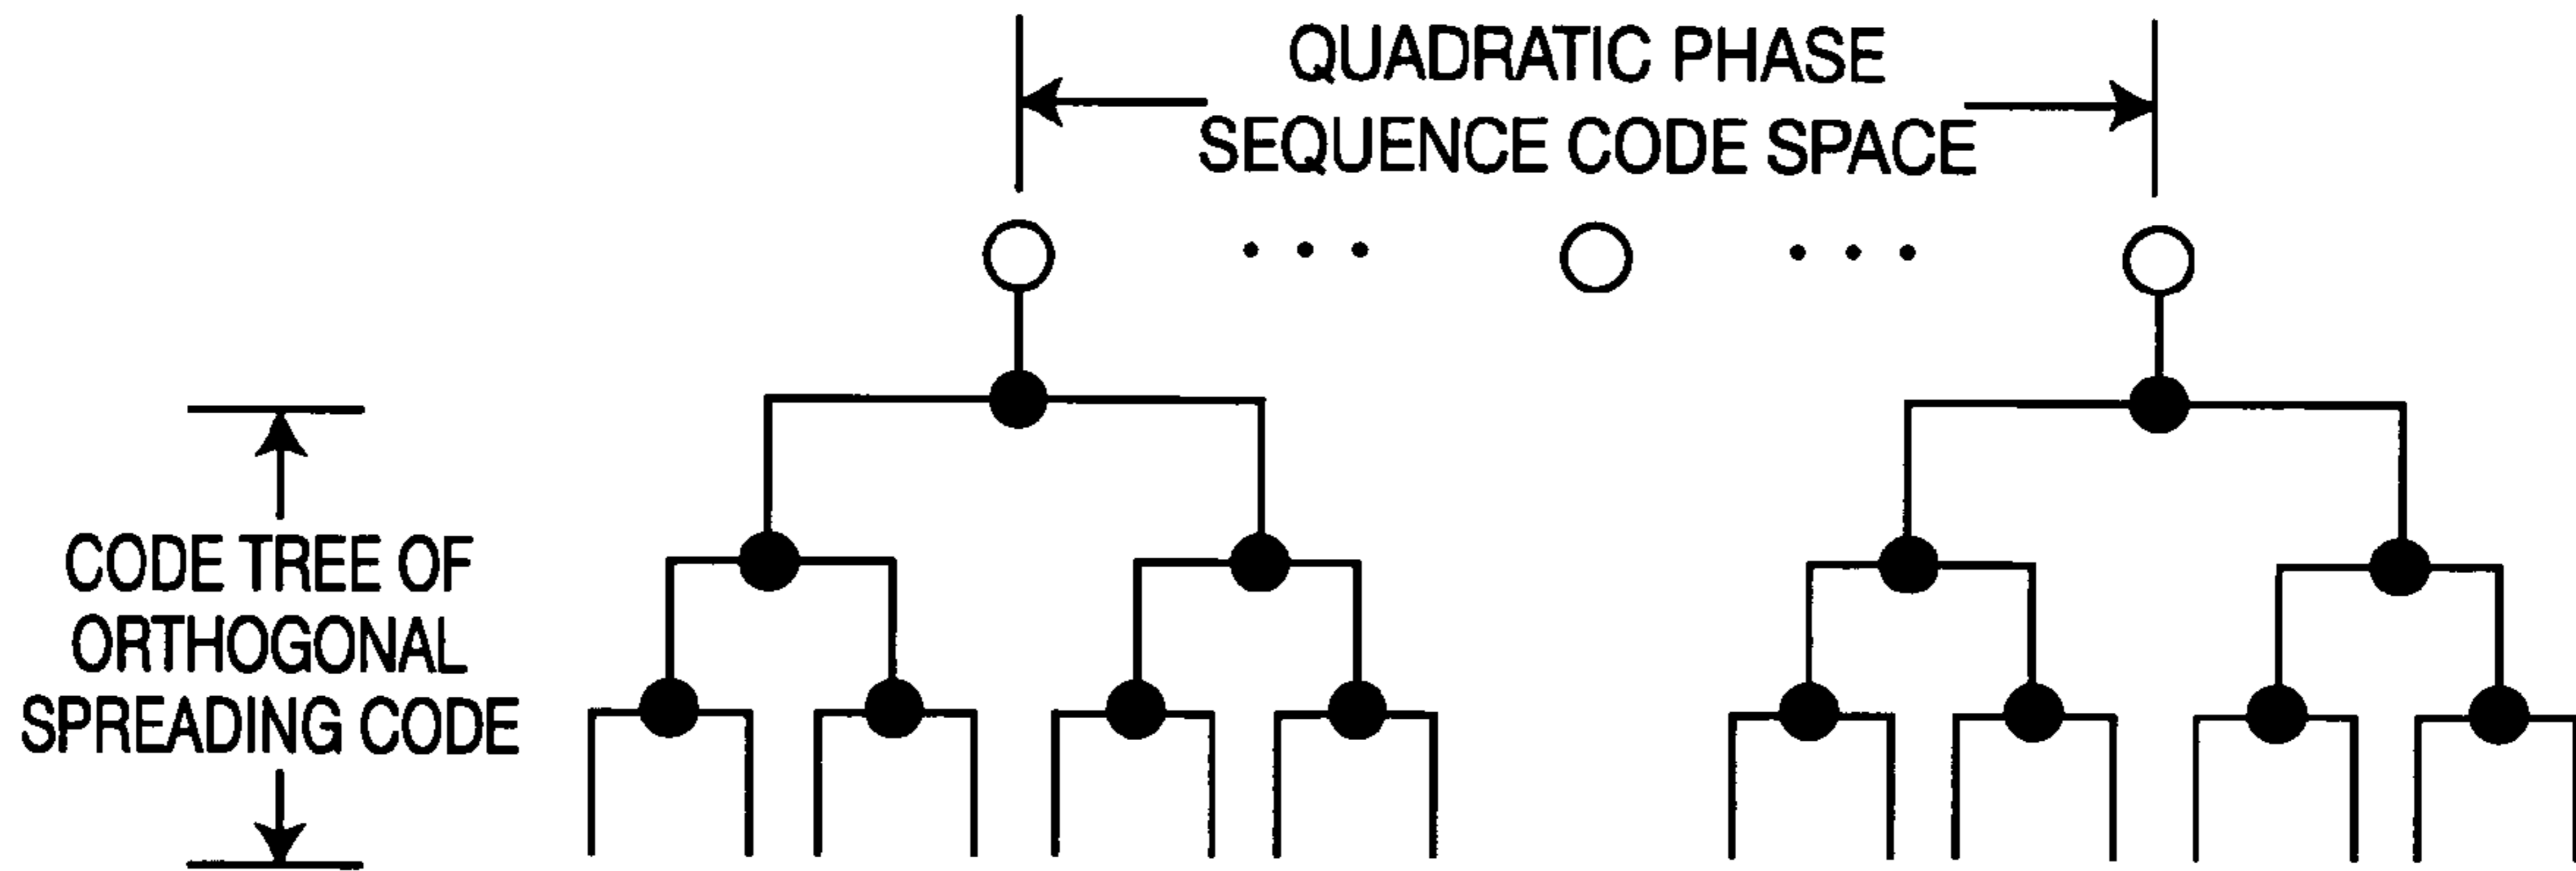 QUADRATIC PHASE
SEQUENCE CODE SPACE
CODE TREE OF
ORTHOGONAL
SPREADING CODE